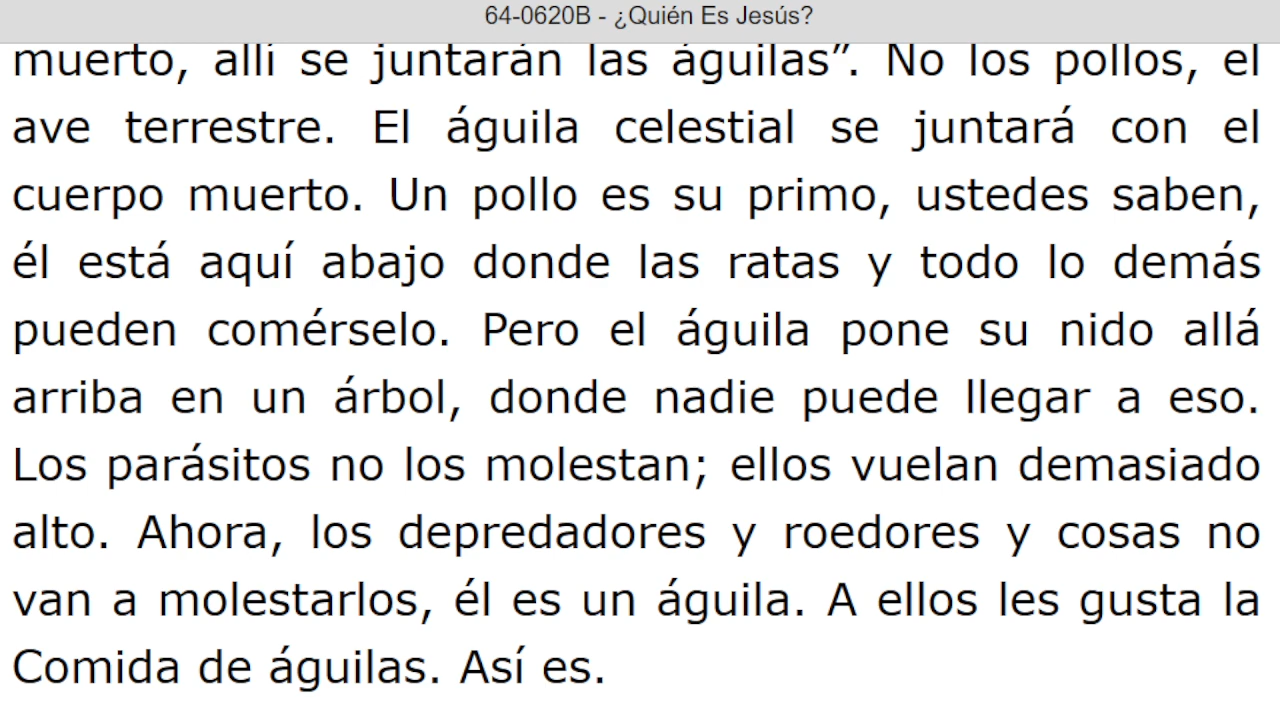 64-0620B - ¿Quién Es Jesús?
muerto, allí se juntarán las águilas”. No los pollos, el
ave terrestre. El águila celestial se juntará con el
cuerpo muerto. Un pollo es su primo, ustedes saben,
él está aquí abajo donde las ratas y todo lo demás
pueden comérselo. Pero el águila pone su nido allá
arriba en un árbol, donde nadie puede llegar a eso.
Los parásitos no los molestan; ellos vuelan demasiado
alto. Ahora, los depredadores y roedores y cosas no
van a molestarlos, él es un águila. A ellos les gusta la
Comida de águilas. Así es.